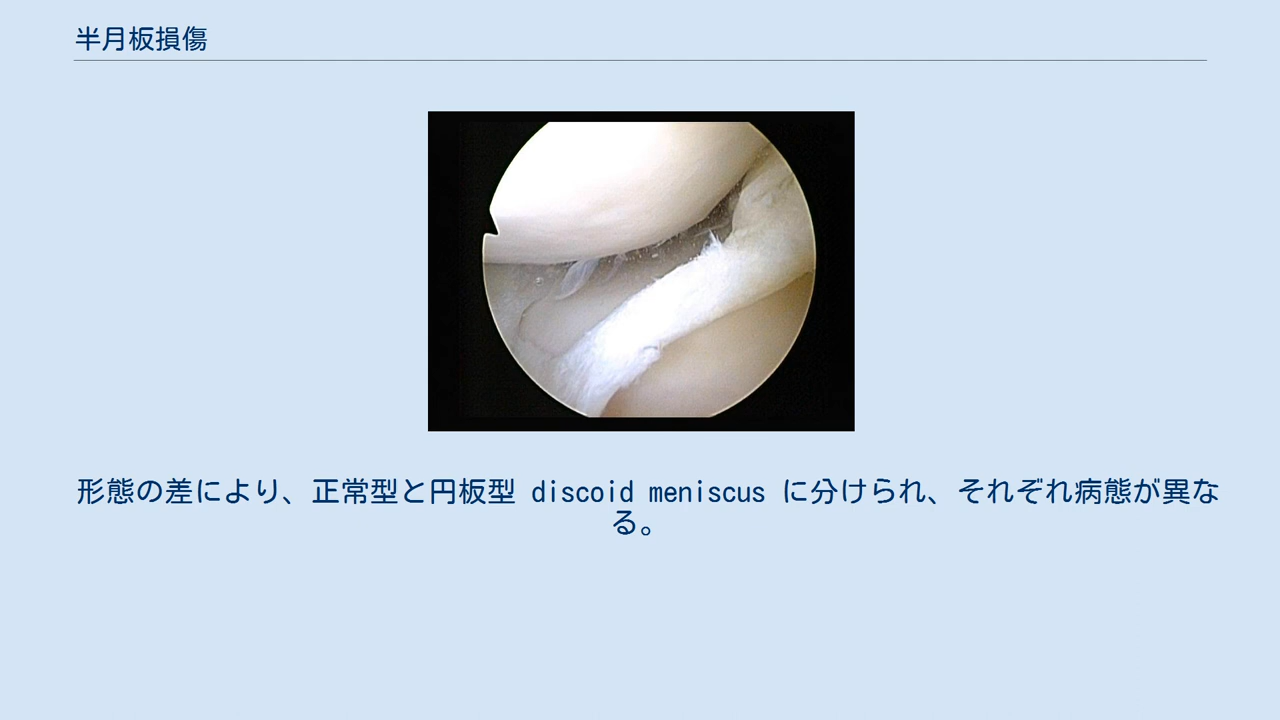 半月板損傷
形態の差により、正常型と円板型 discoid meniscus に分けられ、それぞれ病態が異な
る。